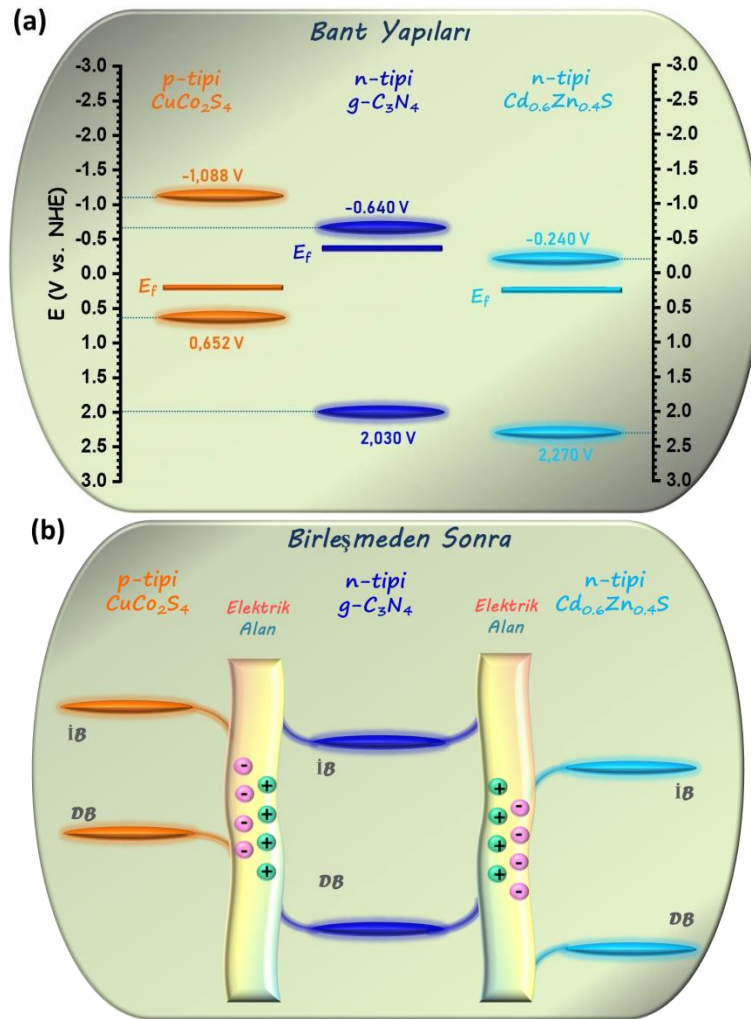 (a)
Bant Yapıları
p-tipi
CuCo₂S₄
n-tipi
g-C₃N₄
n-tipi
Cd₀.₆Zn₀.₄S
E (V vs. NHE)
-3.0
-2.5
-2.0
-1.5
-1.0
-0.5
0.0
0.5
1.0
1.5
2.0
2.5
3.0
-1,088 V
-0.640 V
-0.240 V
E_f
E_f
E_f
0,652 V
2,030 V
2,270 V
-3.0
-2.5
-2.0
-1.5
-1.0
-0.5
0.0
0.5
1.0
1.5
2.0
2.5
3.0
(b)
Birleşmeden Sonra
p-tipi
CuCo₂S₄
Elektrik
Alan
n-tipi
g-C₃N₄
Elektrik
Alan
n-tipi
Cd₀.₆Zn₀.₄S
İB
İB
İB
DB
DB
DB